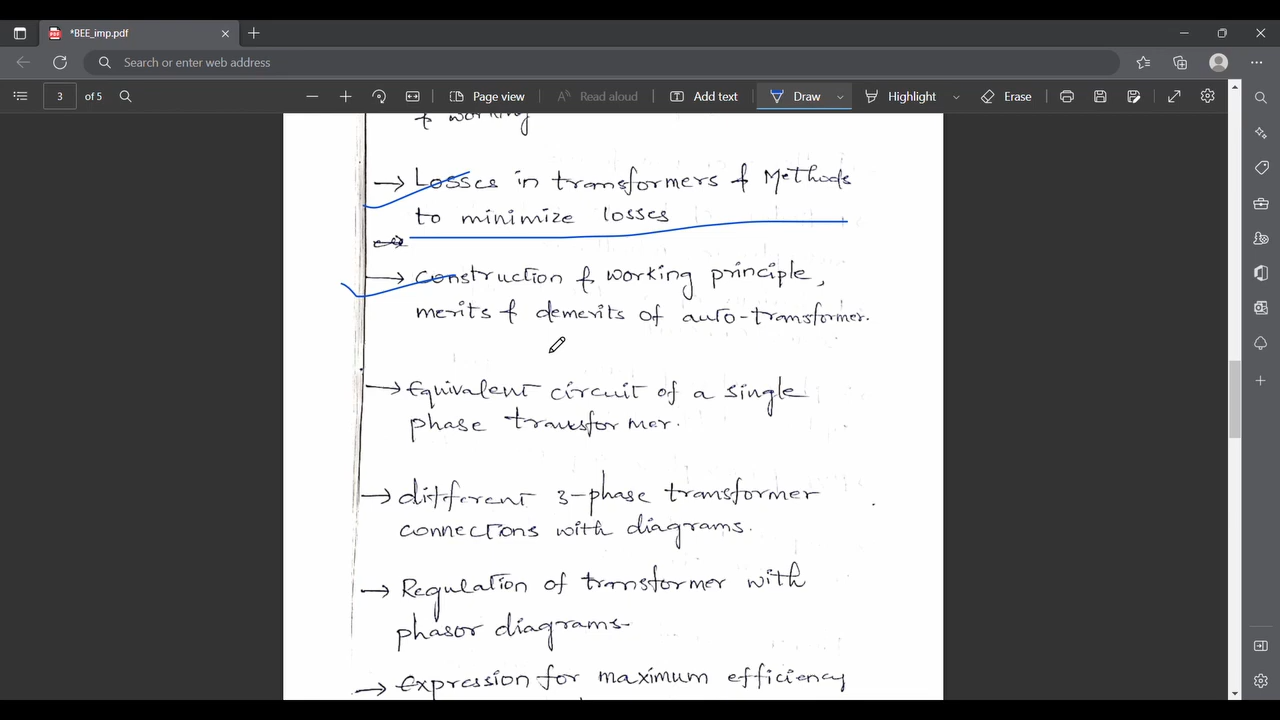 *BEE_imp.pdf
Search or enter web address
3 of 5
Page view
Read aloud
Add text
Draw
Highlight
Erase
& working
→ Losses in transformers & Methods
to minimize losses
→ construction & working principle,
merits & demerits of auto-transformer.
→ Equivalent circuit of a single
phase transformer.
→ different 3-phase transformer
connections with diagrams.
→ Regulation of transformer with
phasor diagrams.
→ Expression for maximum efficiency